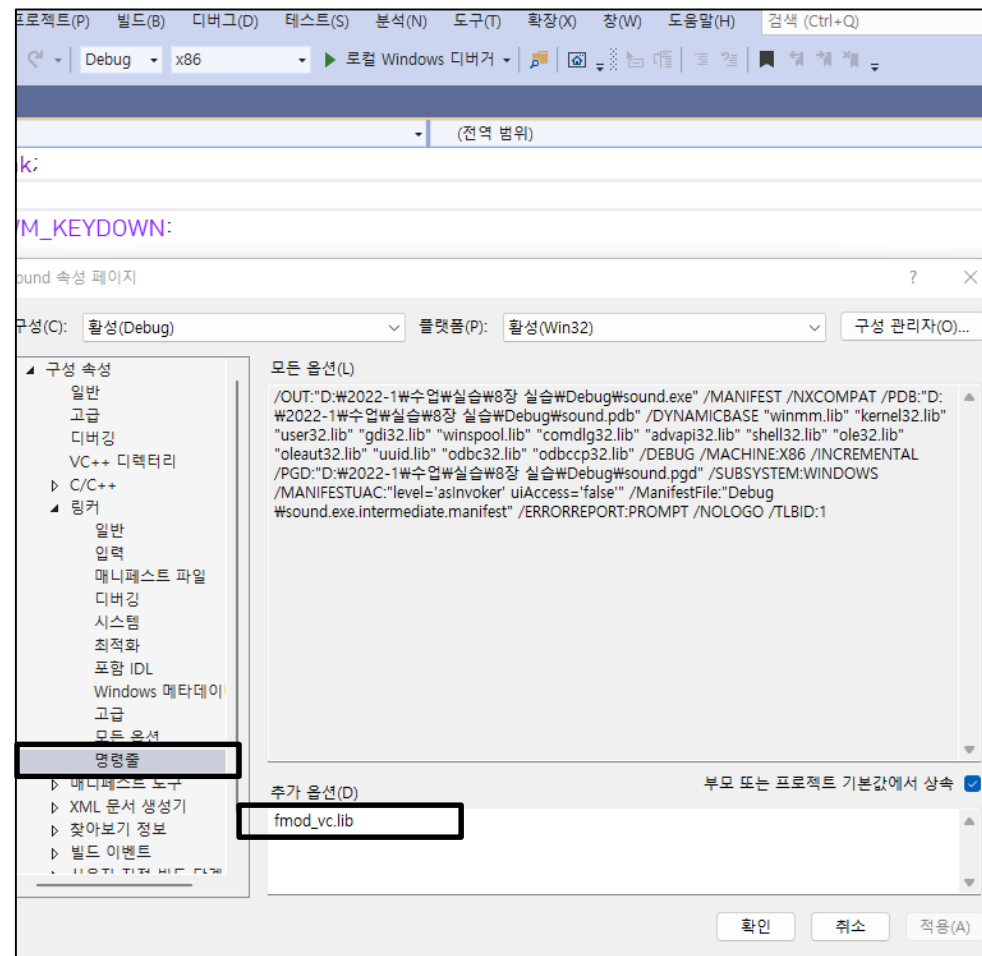 프로젝트(P) 빌드(B) 디버그(D) 테스트(S) 분석(N) 도구(T) 확장(X) 창(W) 도움말(H) 검색 (Ctrl+Q)
Debug x86 로컬 Windows 디버거
(전역 범위)
k;
M_KEYDOWN:
ound 속성 페이지 ?
구성(C): 활성(Debug) 플랫폼(P): 활성(Win32) 구성 관리자(O)...
구성 속성
일반
고급
디버깅
VC++ 디렉터리
C/C++
링커
일반
입력
매니페스트 파일
디버깅
시스템
최적화
포함 IDL
Windows 메타데이
고급
모든 옵션
명령줄
매니페스트 도구
XML 문서 생성기
찾아보기 정보
빌드 이벤트
사용자 지정 빌드 단계
모든 옵션(L)
/OUT:"D:₩2022-1₩수업₩실습₩8장 실습₩Debug₩sound.exe" /MANIFEST /NXCOMPAT /PDB:"D:
₩2022-1₩수업₩실습₩8장 실습₩Debug₩sound.pdb" /DYNAMICBASE "winmm.lib" "kernel32.lib"
"user32.lib" "gdi32.lib" "winspool.lib" "comdlg32.lib" "advapi32.lib" "shell32.lib" "ole32.lib"
"oleaut32.lib" "uuid.lib" "odbc32.lib" "odbccp32.lib" /DEBUG /MACHINE:X86 /INCREMENTAL
/PGD:"D:₩2022-1₩수업₩실습₩8장 실습₩Debug₩sound.pgd" /SUBSYSTEM:WINDOWS
/MANIFESTUAC:"level='asInvoker' uiAccess='false'" /ManifestFile:"Debug
₩sound.exe.intermediate.manifest" /ERRORREPORT:PROMPT /NOLOGO /TLBID:1
추가 옵션(D) 부모 또는 프로젝트 기본값에서 상속
fmod_vc.lib
확인 취소 적용(A)